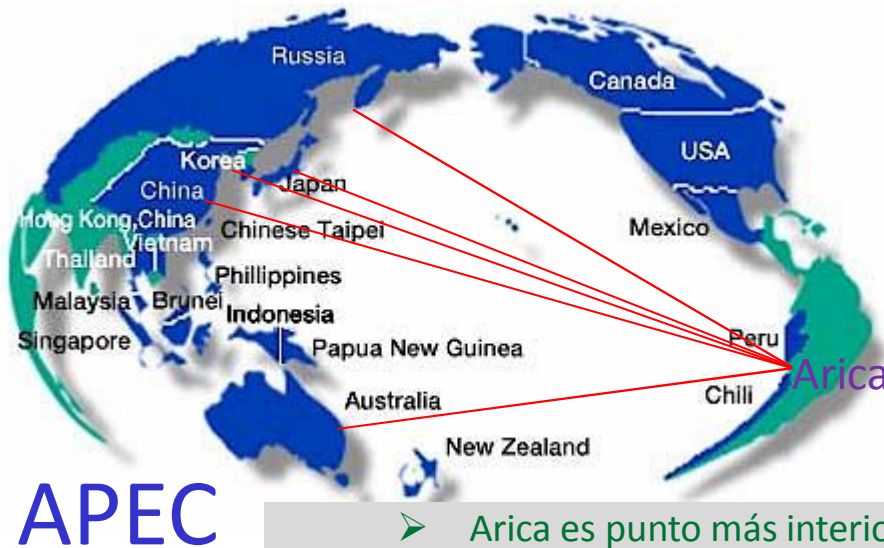 Russia
Canada
Korea
USA
China
Japan
Hong Kong,China
Mexico
Chinese Taipei
Vietnam
Thailand
Phillippines
Malaysia
Brunei
Indonesia
Singapore
Peru
Papua New Guinea
Arica
Chili
Australia
New Zealand
APEC
➢ Arica es punto más interio